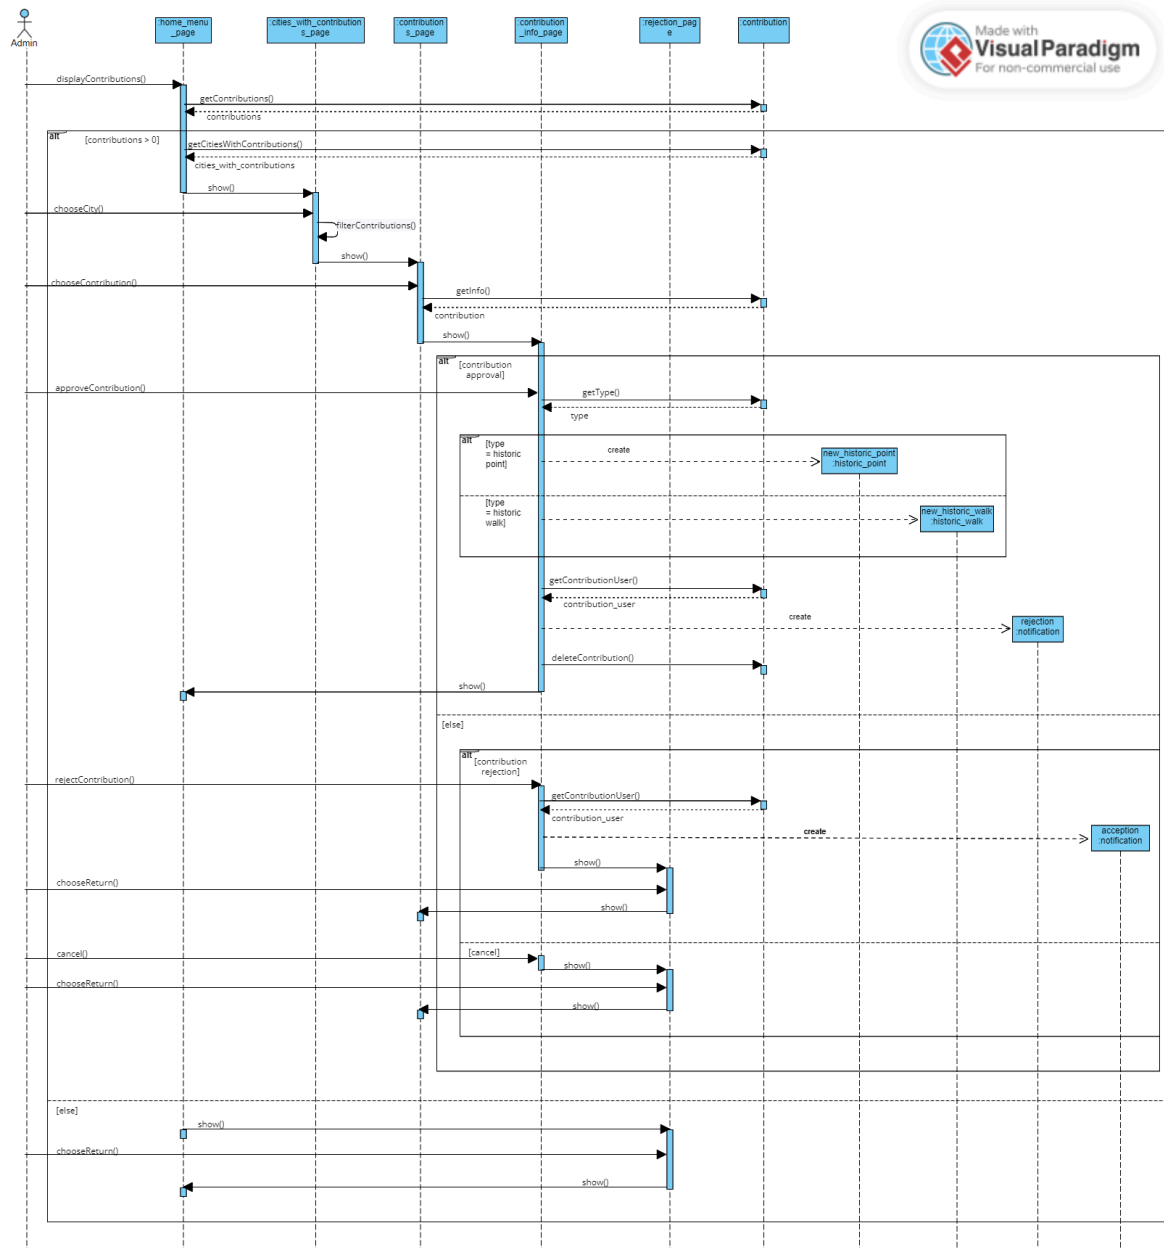 Admin
:home_menu
_page
:cities_with_contribution
s_page
:contribution
s_page
:contribution
_info_page
:rejection_pag
e
:contribution
Made with
Visual Paradigm
For non-commercial use
displayContributions()
getContributions()
contributions
alt
[contributions > 0]
getCitiesWithContributions()
cities_with_contributions
show()
chooseCity()
filterContributions()
show()
chooseContribution()
getInfo()
contribution
show()
alt
[contribution
approval]
approveContribution()
getType()
type
alt
[type
= historic
point]
create
new_historic_point
:historic_point
[type
= historic
walk]
new_historic_walk
:historic_walk
getContributionUser()
contribution_user
create
rejection
:notification
deleteContribution()
show()
[else]
alt
[contribution
rejection]
rejectContribution()
getContributionUser()
contribution_user
create
acception
:notification
show()
chooseReturn()
show()
cancel()
[cancel]
show()
chooseReturn()
show()
[else]
show()
chooseReturn()
show()